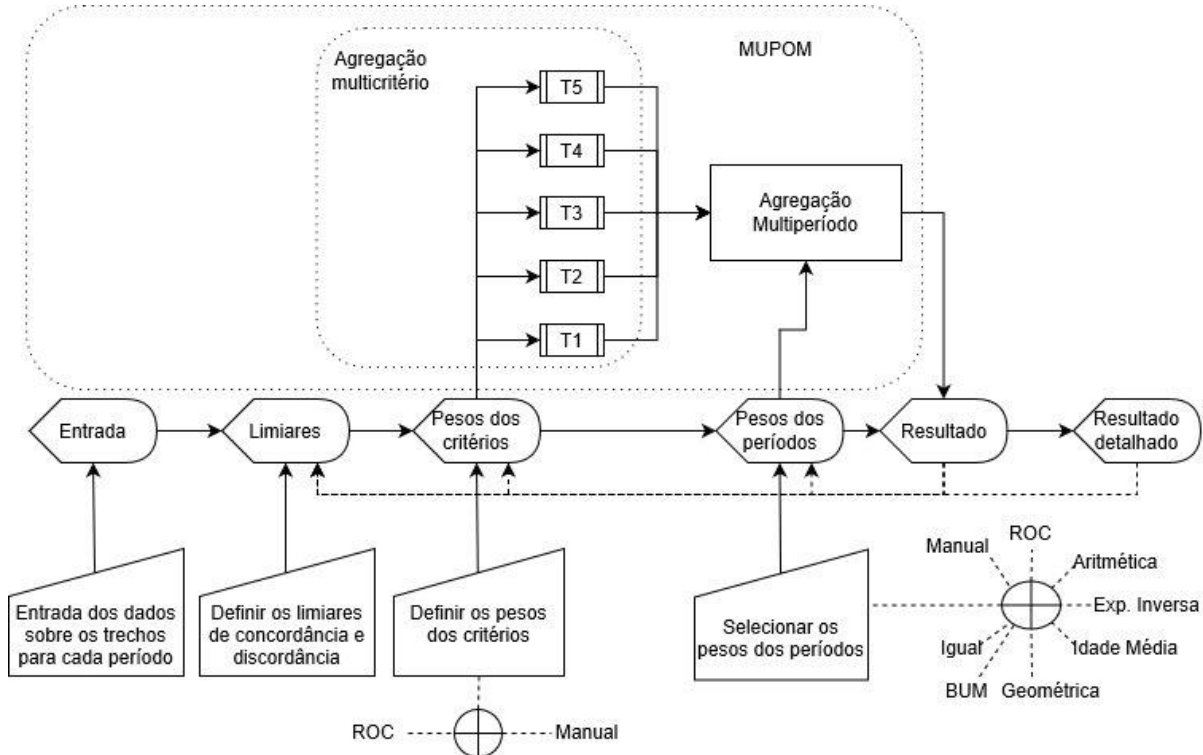 MUPOM
Agregação
multicritério
T5
T4
T3
T2
T1
Agregação
Multiperíodo
Entrada
Limiares
Pesos dos
critérios
Pesos dos
períodos
Resultado
Resultado
detalhado
Entrada dos dados
sobre os trechos
para cada período
Definir os limiares
de concordância e
discordância
Definir os pesos
dos critérios
Selecionar os
pesos dos períodos
ROC
Manual
Manual
ROC
Aritmética
Exp. Inversa
Idade Média
Geométrica
BUM
Igual